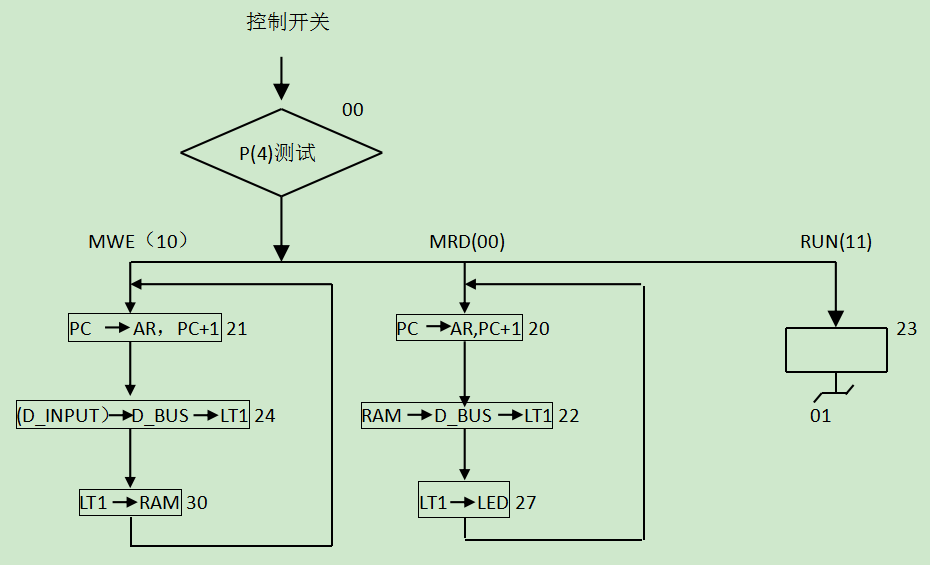 控制开关
00
P(4)测试
MWE（10）
MRD(00)
RUN(11)
PC → AR，PC+1 21
PC → AR,PC+1 20
23
(D_INPUT）→ D_BUS → LT1 24
RAM → D_BUS → LT1 22
01
LT1 → RAM 30
LT1 → LED 27